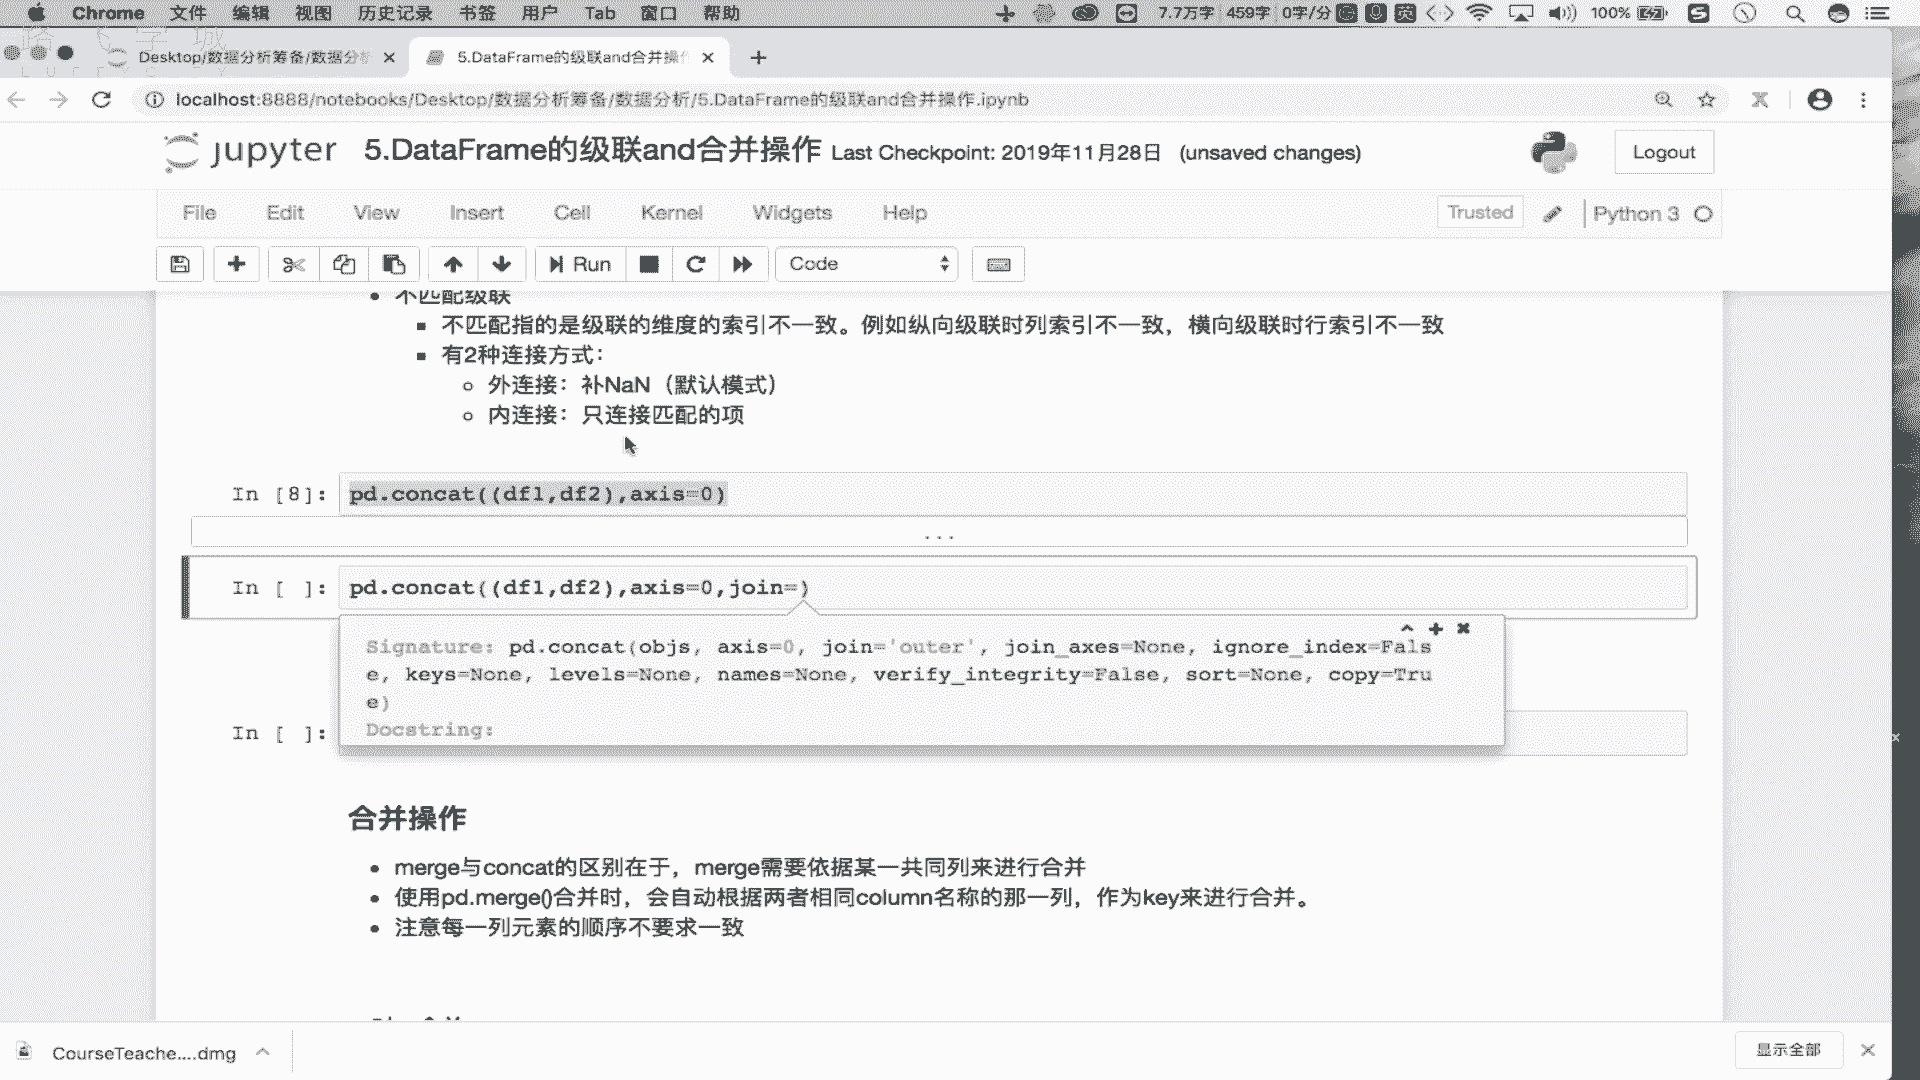 Chrome 文件 编辑 视图 历史记录 书签 用户 Tab 窗口 帮助 7.7万字 459字 0字/分 英 100%
Desktop/数据分析筹备/数据分析
5.DataFrame的级联and合并操作
localhost:8888/notebooks/Desktop/数据分析筹备/数据分析/5.DataFrame的级联and合并操作.ipynb
jupyter 5.DataFrame的级联and合并操作 Last Checkpoint: 2019年11月28日 (unsaved changes) Logout
File Edit View Insert Cell Kernel Widgets Help Trusted Python 3
Run Code
• 不匹配级联
▪ 不匹配指的是级联的维度的索引不一致。例如纵向级联时列索引不一致，横向级联时行索引不一致
▪ 有2种连接方式：
○ 外连接：补NaN（默认模式）
○ 内连接：只连接匹配的项
In [8]: pd.concat((df1,df2),axis=0)
...
In [ ]: pd.concat((df1,df2),axis=0,join=)
Signature: pd.concat(objs, axis=0, join='outer', join_axes=None, ignore_index=Fals
e, keys=None, levels=None, names=None, verify_integrity=False, sort=None, copy=Tru
e)
Docstring:
In [ ]:
合并操作
• merge与concat的区别在于，merge需要依据某一共同列来进行合并
• 使用pd.merge()合并时，会自动根据两者相同column名称的那一列，作为key来进行合并。
• 注意每一列元素的顺序不要求一致
CourseTeache....dmg 显示全部